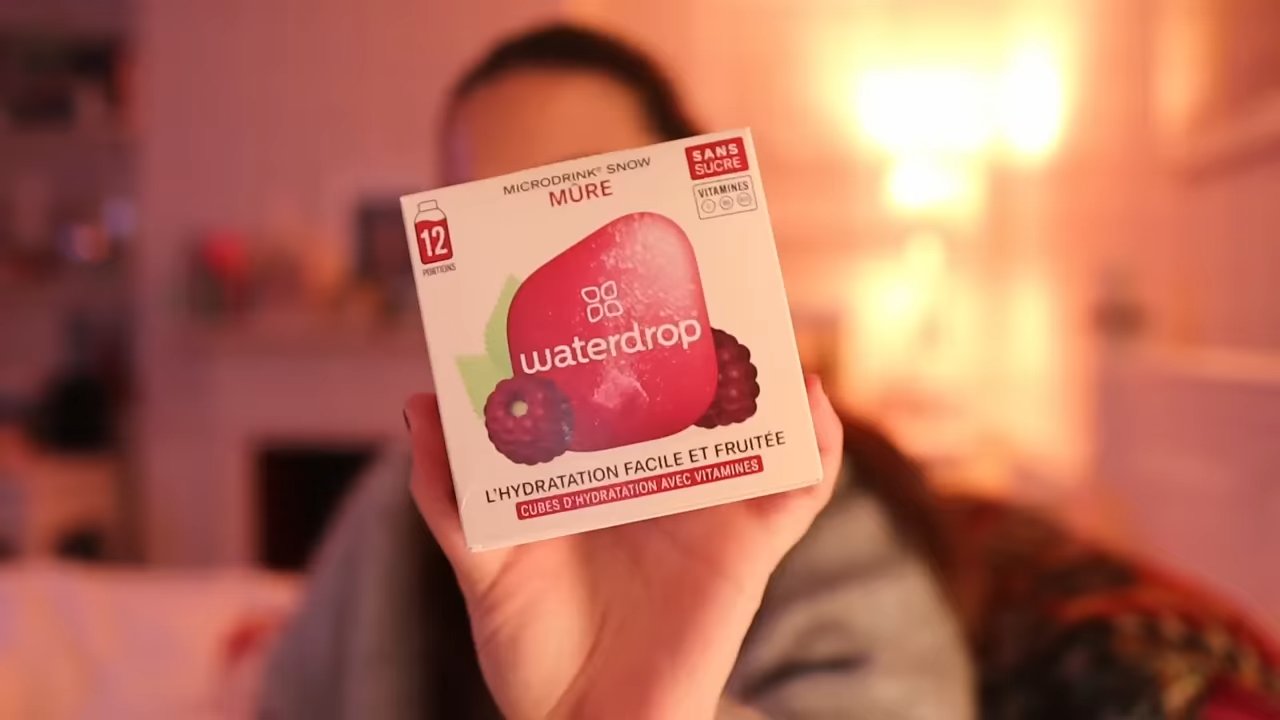 MICRODRINK® SNOW
MÛRE
SANS
SUCRE
VITAMINES
12
PORTIONS
waterdrop
L'HYDRATATION FACILE ET FRUITÉE
CUBES D'HYDRATATION AVEC VITAMINES